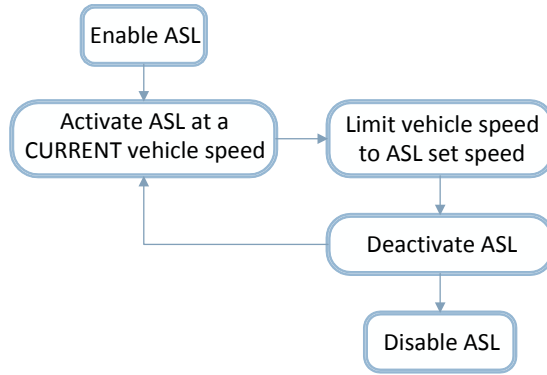 Enable ASL
Activate ASL at a
CURRENT vehicle speed
Limit vehicle speed
to ASL set speed
Deactivate ASL
Disable ASL